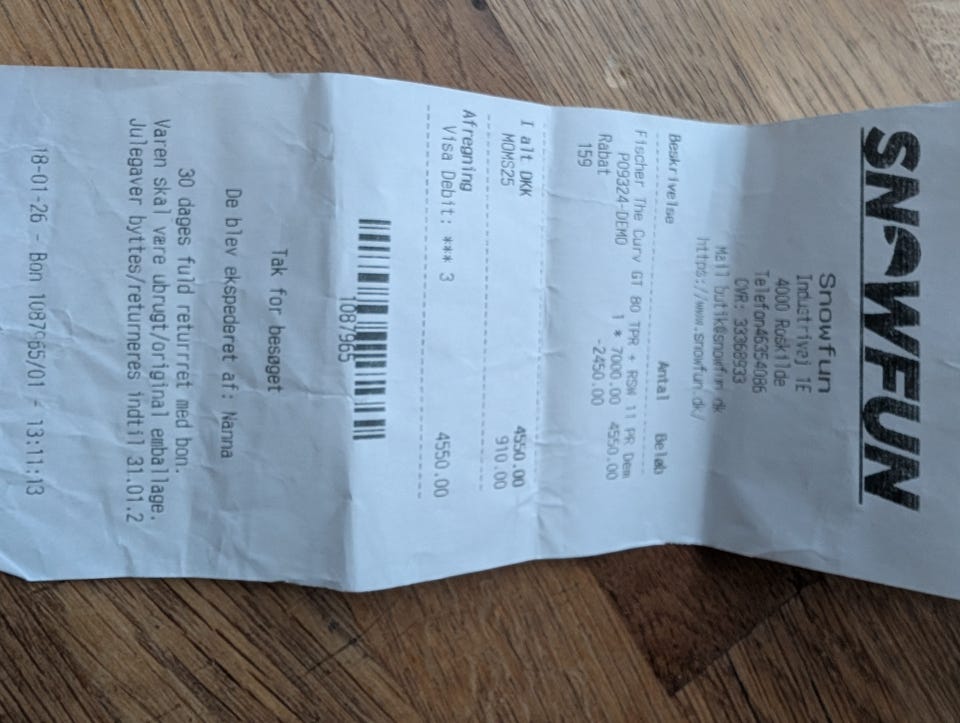 SNOWFUN
Snowfun
Industrivej 1E
4000 Roskilde
Telefon46354086
CVR: 33368933
Mail butik@snowfun.dk
https://www.snowfun.dk/
Beskrivelse Antal Beløb
Fischer The Curv GT 80 TPR + RSW 11 PR Dem
P09324-DEMO 1 * 7000.00 4550.00
Rabat -2450.00
159
I alt DKK 4550.00
MOMS25 910.00
Afregning
Visa Debit: *** 3 4550.00
1087965
Tak for besøget
De blev ekspederet af: Nanna
30 dages fuld returrret med bon.
Varen skal være ubrugt/original emballage.
Julegaver byttes/returneres indtil 31.01.2
18-01-26 - Bon 1087965/01 - 13:11:13